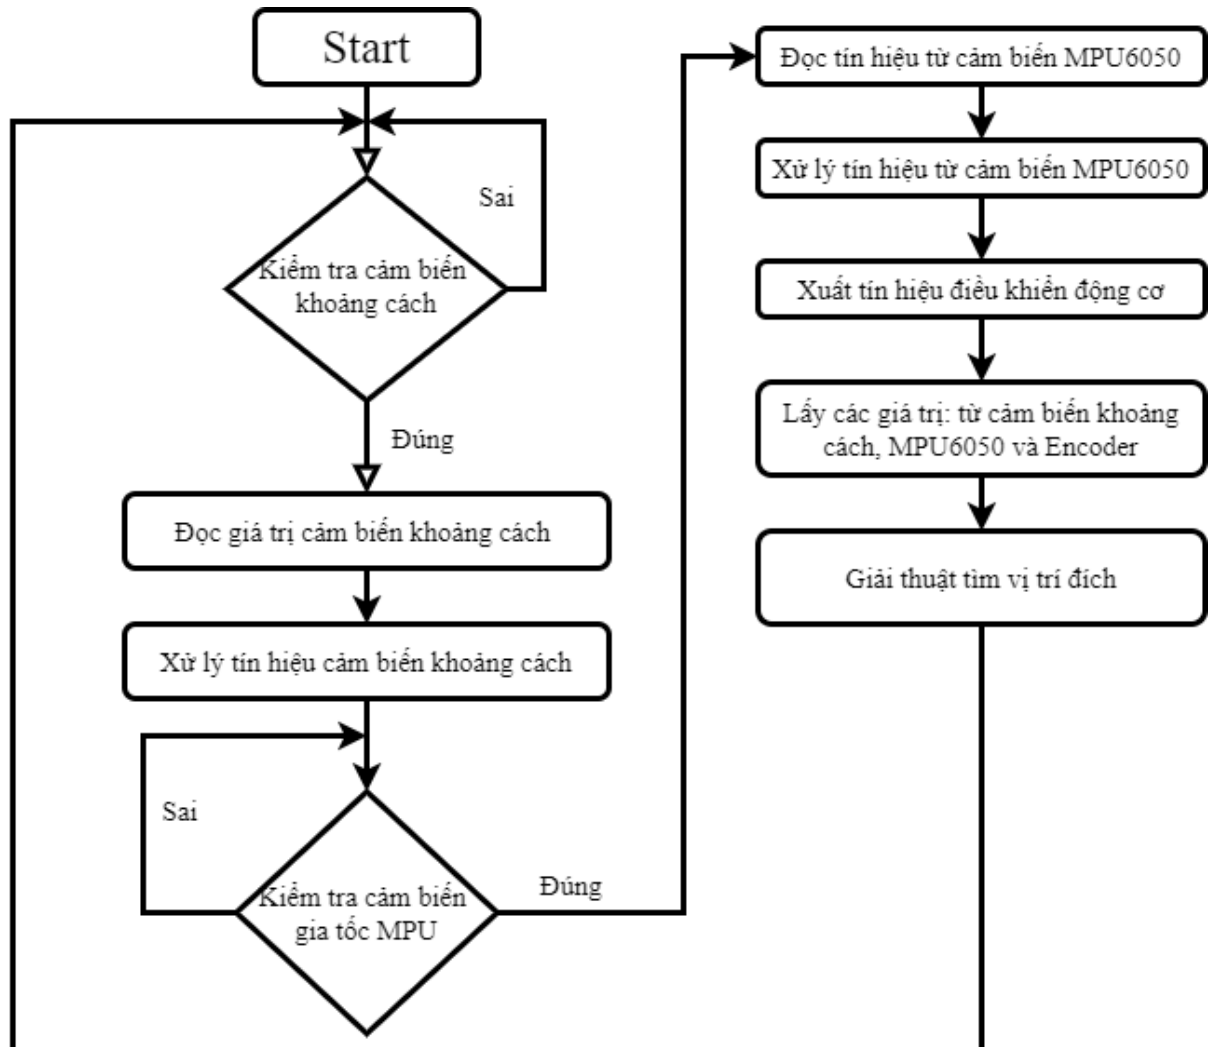 Start
Sai
Kiểm tra cảm biến
khoảng cách
Đúng
Đọc giá trị cảm biến khoảng cách
Xử lý tín hiệu cảm biến khoảng cách
Sai
Kiểm tra cảm biến
gia tốc MPU
Đúng
Đọc tín hiệu từ cảm biến MPU6050
Xử lý tín hiệu từ cảm biến MPU6050
Xuất tín hiệu điều khiển động cơ
Lấy các giá trị: từ cảm biến khoảng
cách, MPU6050 và Encoder
Giải thuật tìm vị trí đích